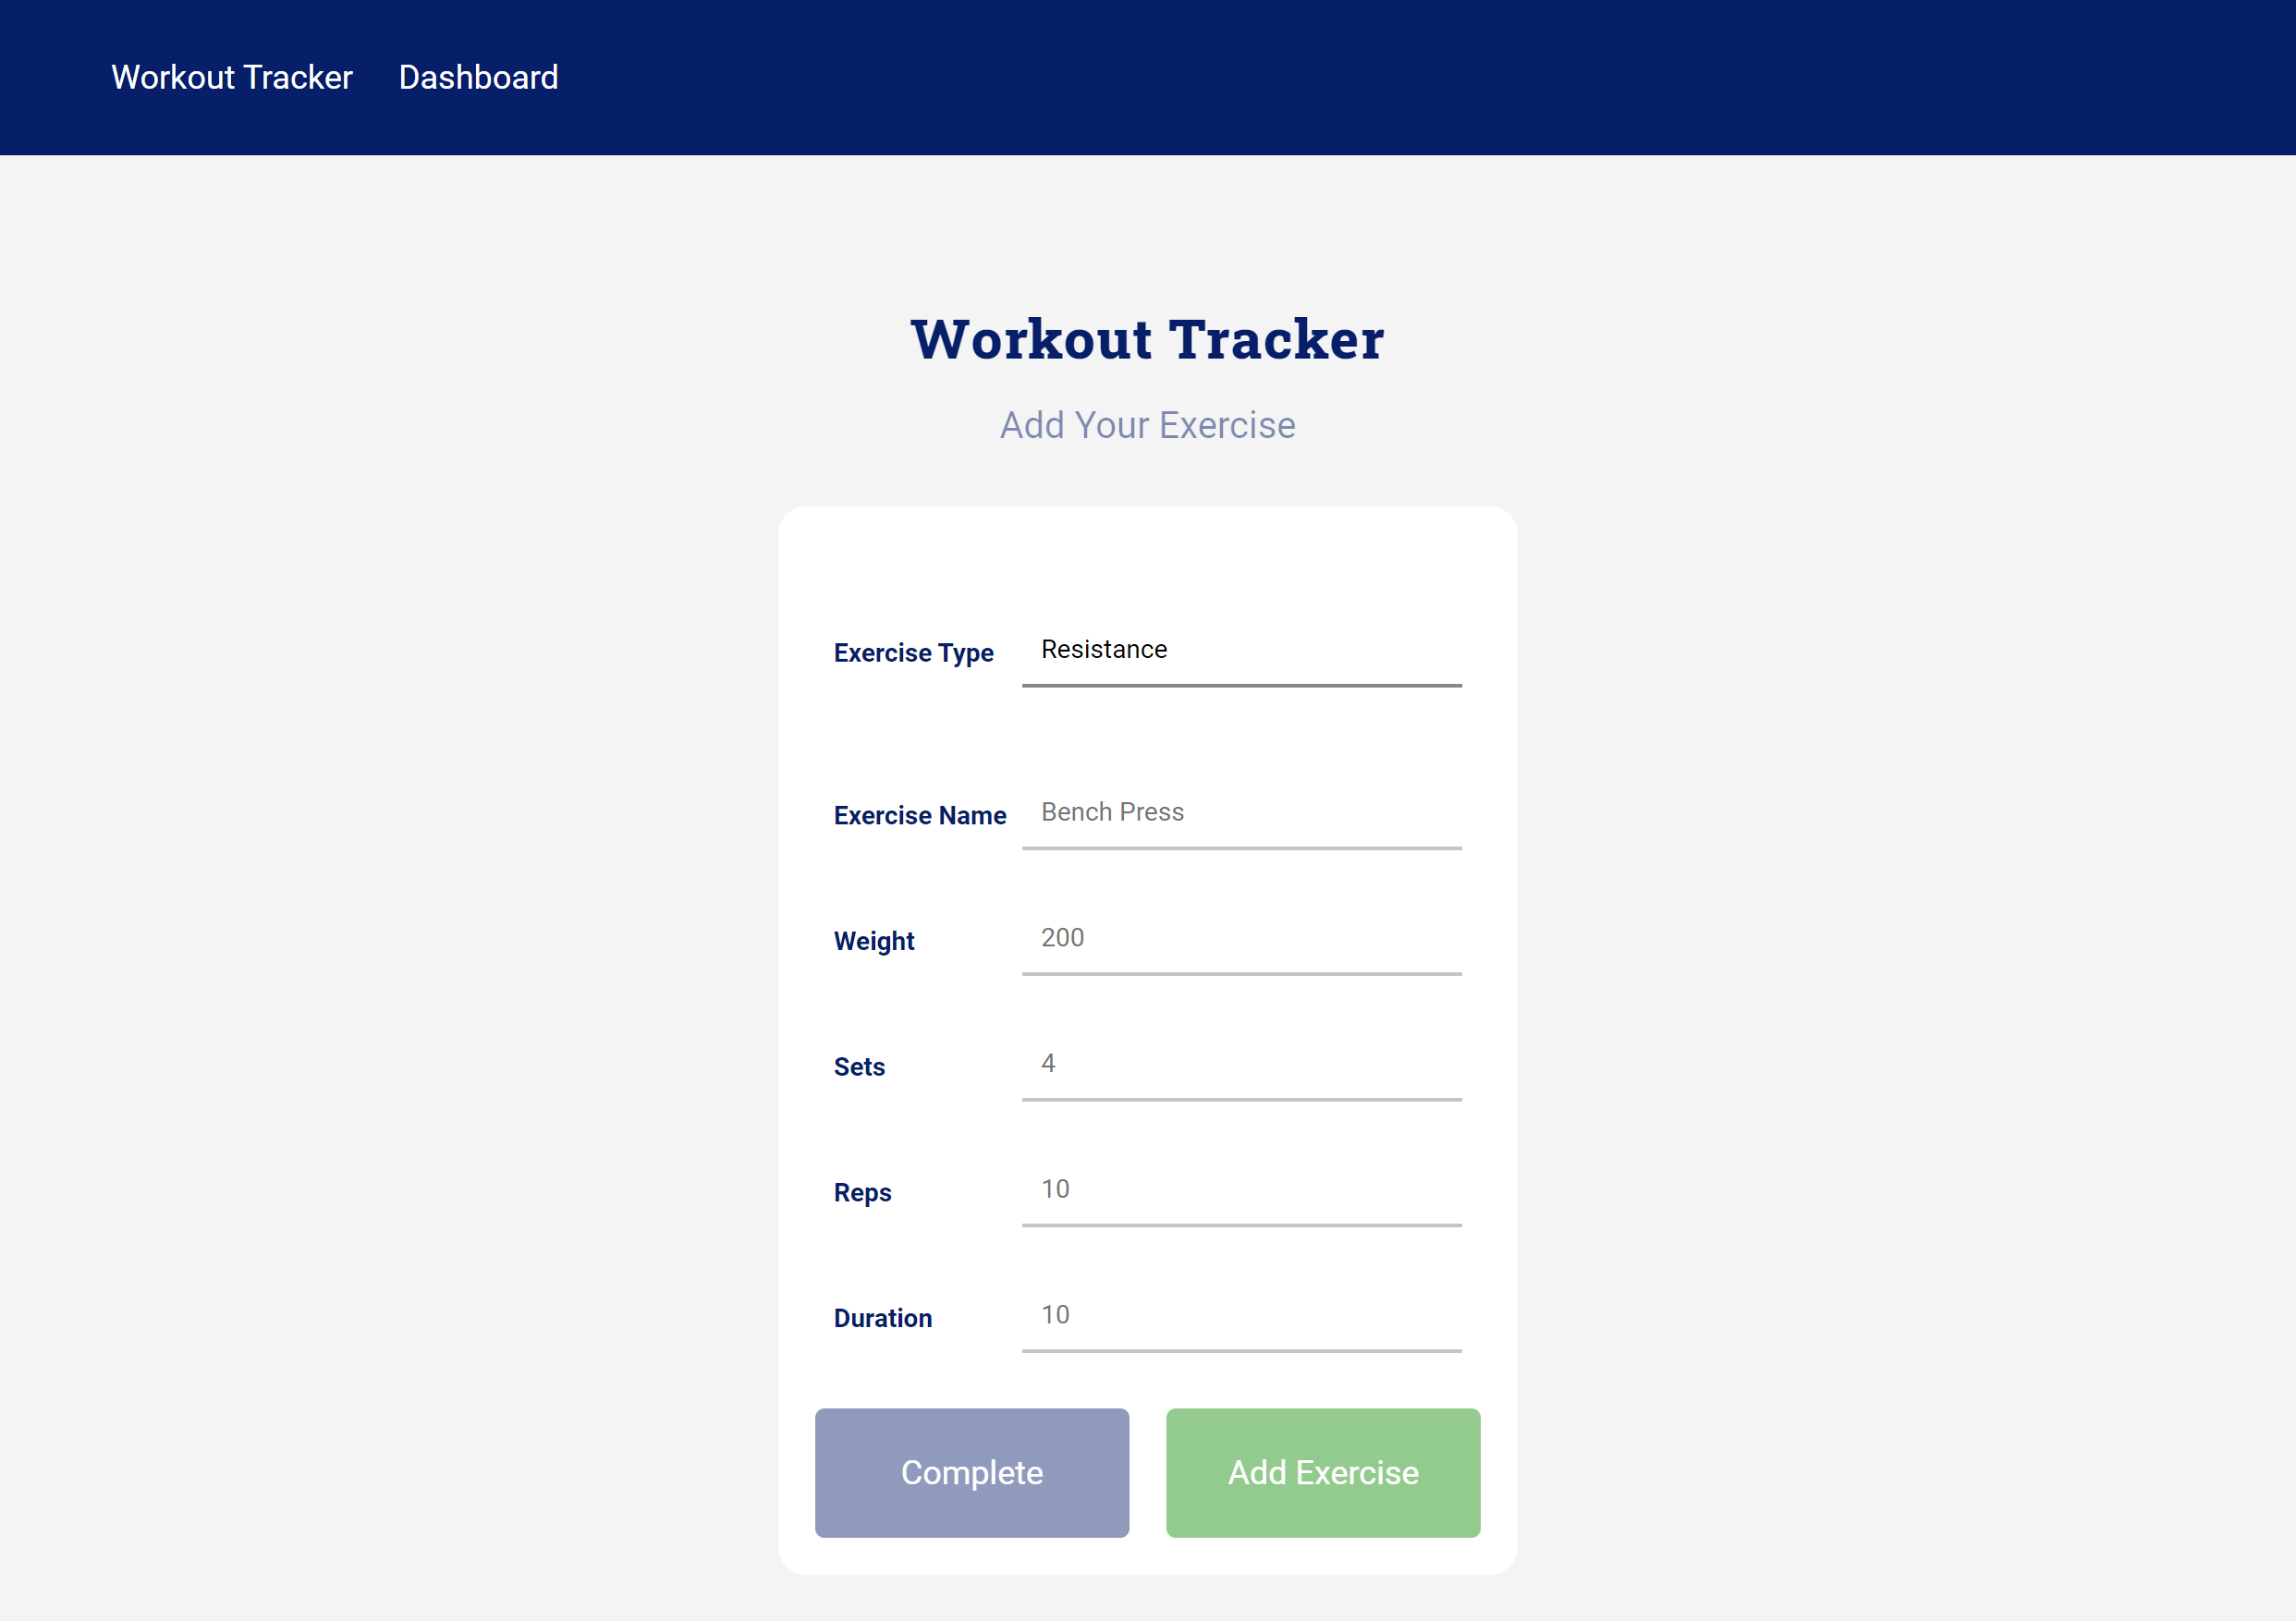 Workout Tracker Dashboard
Workout Tracker
Add Your Exercise
Exercise Type Resistance
Exercise Name Bench Press
Weight 200
Sets 4
Reps 10
Duration 10
Complete Add Exercise